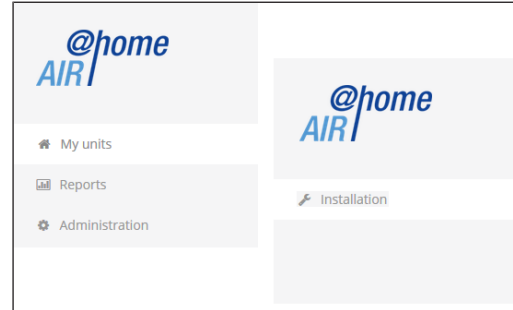 @home
AIR
My units
Reports
Administration
@home
AIR
Installation